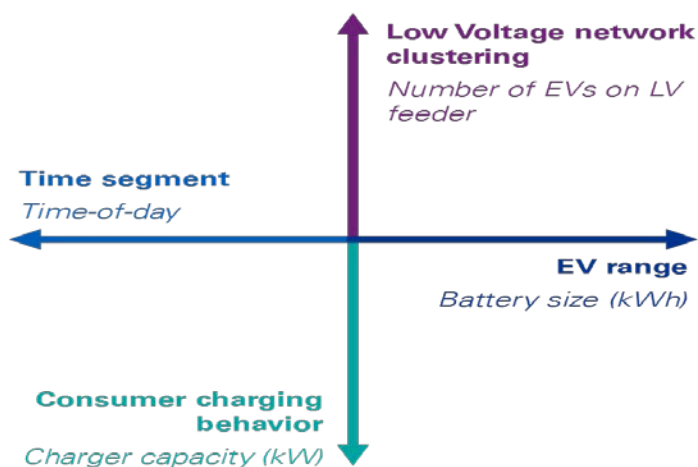 Low Voltage network
clustering
Number of EVs on LV
feeder
Time segment
Time-of-day
EV range
Battery size (kWh)
Consumer charging
behavior
Charger capacity (kW)